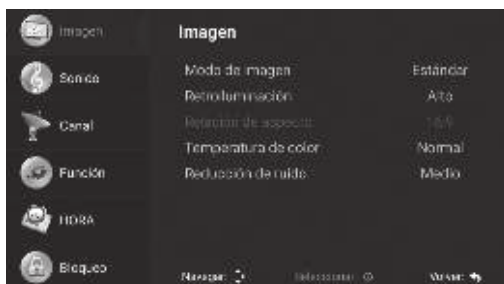 Imagen
Sonido
Canal
Función
HORA
Bloqueo
Imagen
Modo de imagen Estándar
Retroiluminación Alto
Relación de aspecto 16:9
Temperatura de color Normal
Reducción de ruido Medio
Navegar: Seleccionar: Volver: